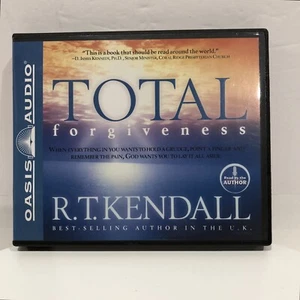 "This is a book that should be read around the world."
–D. James Kennedy, Ph.D., Senior Minister, Coral Ridge Presbyterian Church
OASIS AUDIO
TOTAL
forgiveness
WHEN EVERYTHING IN YOU WANTS TO HOLD A GRUDGE, POINT A FINGER AND
REMEMBER THE PAIN, GOD WANTS YOU TO LAY IT ALL ASIDE.
Read by the
AUTHOR
R.T. KENDALL
BEST-SELLING AUTHOR IN THE U.K.